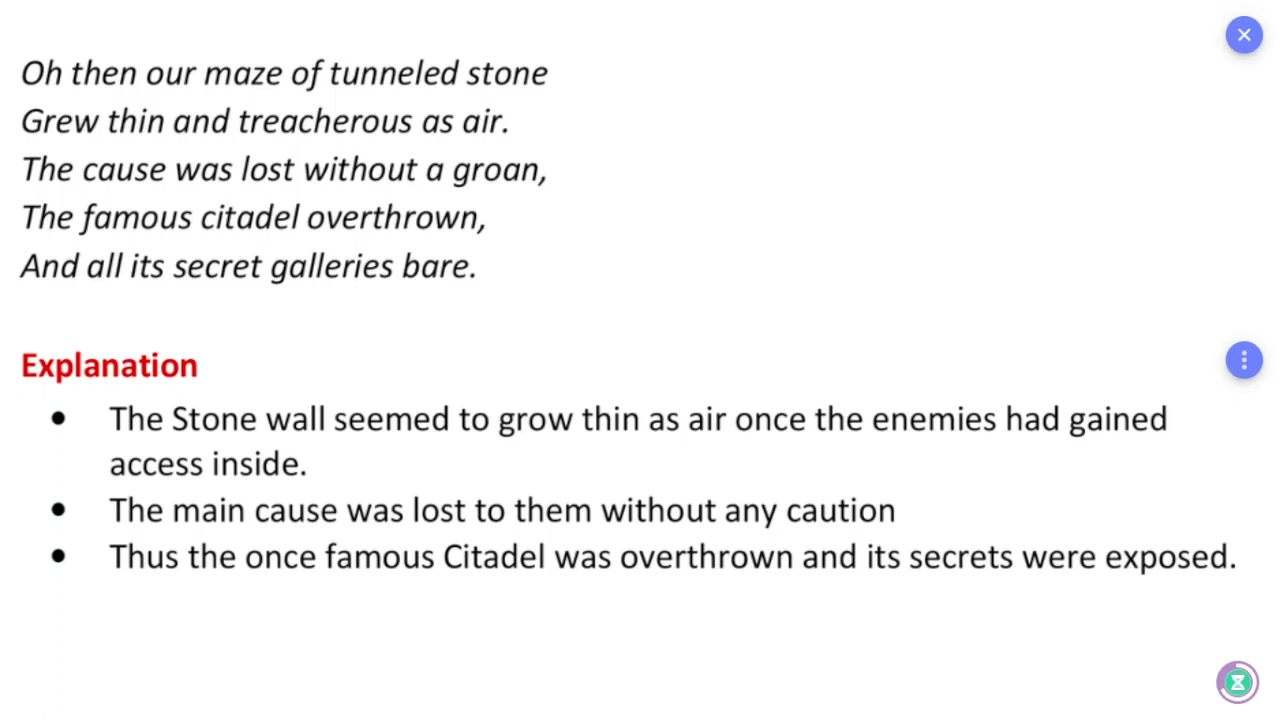 Oh then our maze of tunneled stone
Grew thin and treacherous as air.
The cause was lost without a groan,
The famous citadel overthrown,
And all its secret galleries bare.
Explanation
• The Stone wall seemed to grow thin as air once the enemies had gained
access inside.
• The main cause was lost to them without any caution
• Thus the once famous Citadel was overthrown and its secrets were exposed.